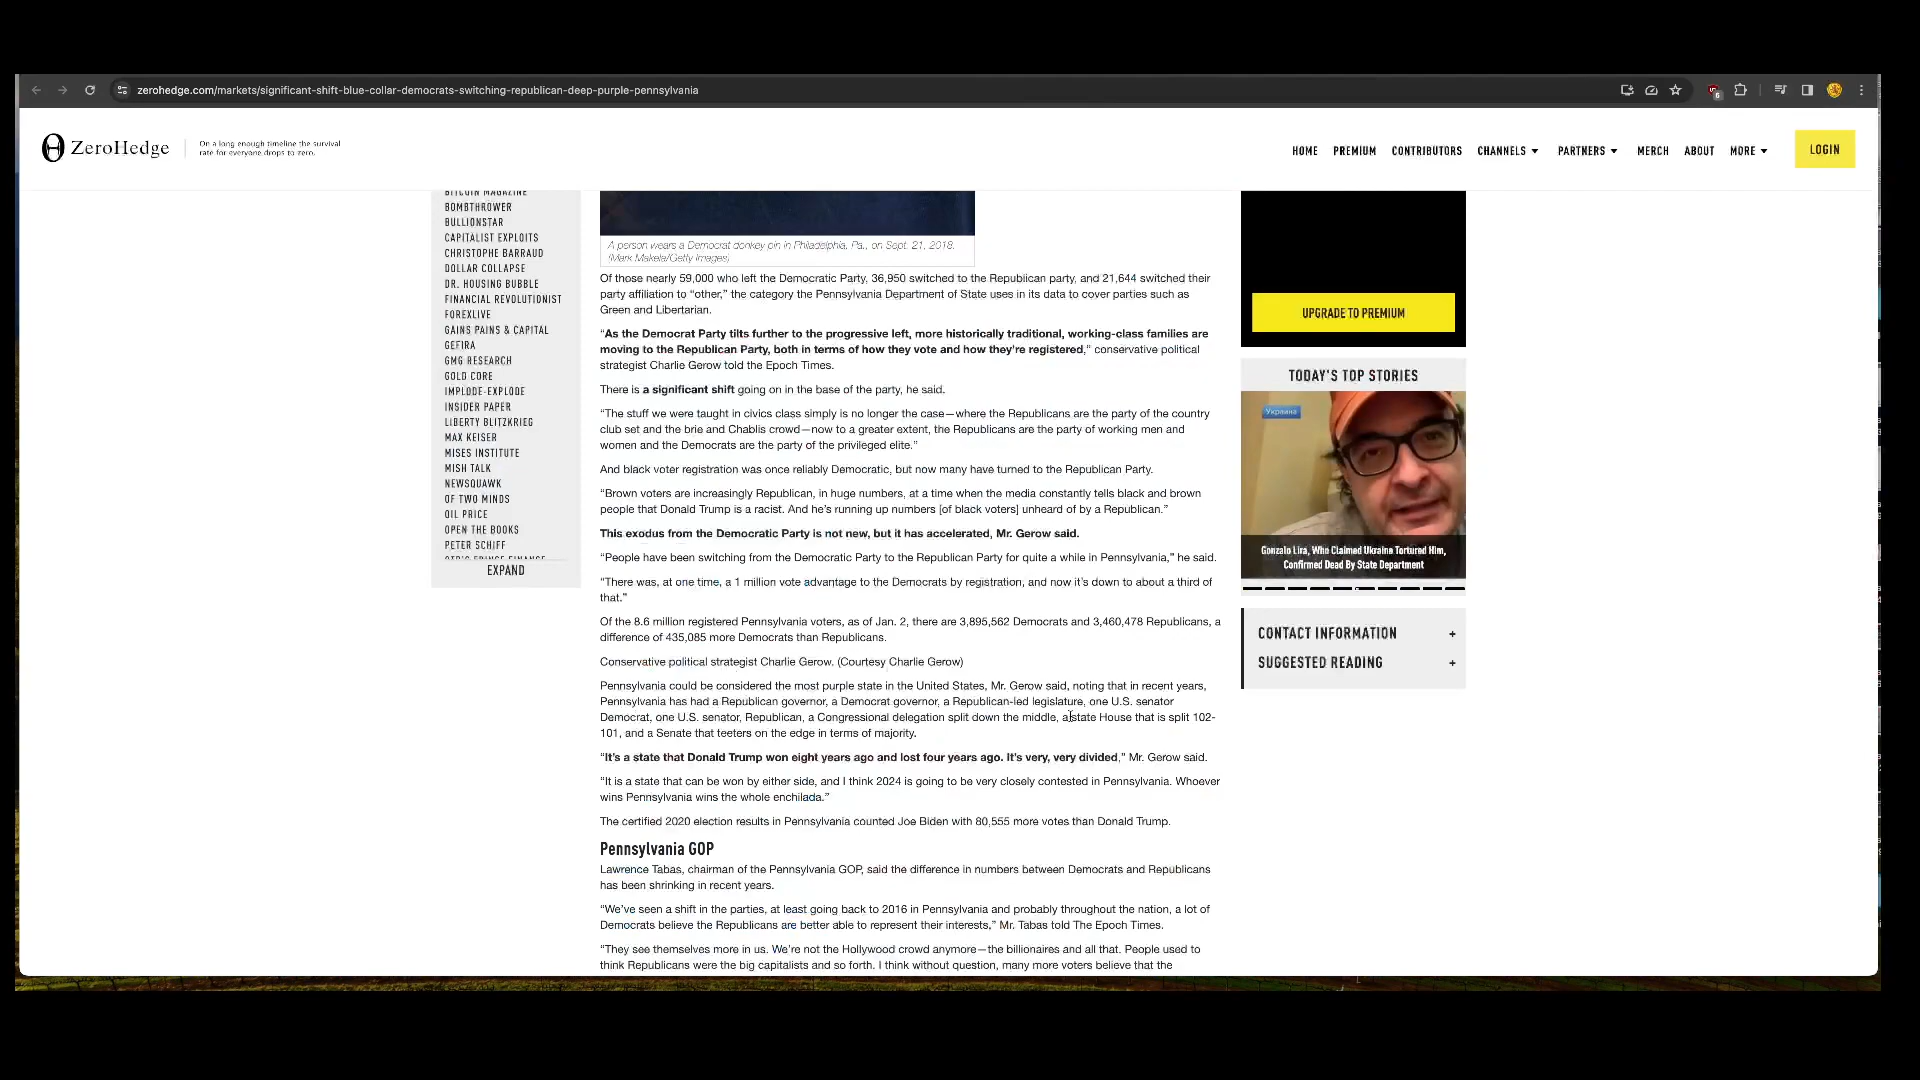 zerohedge.com/markets/significant-shift-blue-collar-democrats-switching-republican-deep-purple-pennsylvania
6
ZeroHedge
On a long enough timeline the survival
rate for everyone drops to zero.
HOME PREMIUM CONTRIBUTORS CHANNELS PARTNERS MERCH ABOUT MORE LOGIN
BITCOIN MAGAZINE
BOMBTHROWER
BULLIONSTAR
CAPITALIST EXPLOITS
CHRISTOPHE BARRAUD
DOLLAR COLLAPSE
DR. HOUSING BUBBLE
FINANCIAL REVOLUTIONIST
FOREXLIVE
GAINS PAINS & CAPITAL
GEFIRA
GMG RESEARCH
GOLD CORE
IMPLODE-EXPLODE
INSIDER PAPER
LIBERTY BLITZKRIEG
MAX KEISER
MISES INSTITUTE
MISH TALK
NEWSQUAWK
OF TWO MINDS
OIL PRICE
OPEN THE BOOKS
PETER SCHIFF
EXPAND
A person wears a Democrat donkey pin in Philadelphia, Pa., on Sept. 21, 2018.
(Mark Makela/Getty Images)
Of those nearly 59,000 who left the Democratic Party, 36,950 switched to the Republican party, and 21,644 switched their
party affiliation to “other,” the category the Pennsylvania Department of State uses in its data to cover parties such as
Green and Libertarian.
“As the Democrat Party tilts further to the progressive left, more historically traditional, working-class families are
moving to the Republican Party, both in terms of how they vote and how they’re registered,” conservative political
strategist Charlie Gerow told the Epoch Times.
There is a significant shift going on in the base of the party, he said.
“The stuff we were taught in civics class simply is no longer the case—where the Republicans are the party of the country
club set and the brie and Chablis crowd—now to a greater extent, the Republicans are the party of working men and
women and the Democrats are the party of the privileged elite.”
And black voter registration was once reliably Democratic, but now many have turned to the Republican Party.
“Brown voters are increasingly Republican, in huge numbers, at a time when the media constantly tells black and brown
people that Donald Trump is a racist. And he’s running up numbers [of black voters] unheard of by a Republican.”
This exodus from the Democratic Party is not new, but it has accelerated, Mr. Gerow said.
“People have been switching from the Democratic Party to the Republican Party for quite a while in Pennsylvania,” he said.
“There was, at one time, a 1 million vote advantage to the Democrats by registration, and now it’s down to about a third of
that.”
Of the 8.6 million registered Pennsylvania voters, as of Jan. 2, there are 3,895,562 Democrats and 3,460,478 Republicans, a
difference of 435,085 more Democrats than Republicans.
Conservative political strategist Charlie Gerow. (Courtesy Charlie Gerow)
Pennsylvania could be considered the most purple state in the United States, Mr. Gerow said, noting that in recent years,
Pennsylvania has had a Republican governor, a Democrat governor, a Republican-led legislature, one U.S. senator
Democrat, one U.S. senator, Republican, a Congressional delegation split down the middle, a state House that is split 102-
101, and a Senate that teeters on the edge in terms of majority.
“It’s a state that Donald Trump won eight years ago and lost four years ago. It’s very, very divided,” Mr. Gerow said.
“It is a state that can be won by either side, and I think 2024 is going to be very closely contested in Pennsylvania. Whoever
wins Pennsylvania wins the whole enchilada.”
The certified 2020 election results in Pennsylvania counted Joe Biden with 80,555 more votes than Donald Trump.
Pennsylvania GOP
Lawrence Tabas, chairman of the Pennsylvania GOP, said the difference in numbers between Democrats and Republicans
has been shrinking in recent years.
“We’ve seen a shift in the parties, at least going back to 2016 in Pennsylvania and probably throughout the nation, a lot of
Democrats believe the Republicans are better able to represent their interests,” Mr. Tabas told The Epoch Times.
“They see themselves more in us. We’re not the Hollywood crowd anymore—the billionaires and all that. People used to
think Republicans were the big capitalists and so forth. I think without question, many more voters believe that the
UPGRADE TO PREMIUM
TODAY'S TOP STORIES
Украина
Gonzalo Lira, Who Claimed Ukraine Tortured Him,
Confirmed Dead By State Department
CONTACT INFORMATION +
SUGGESTED READING +